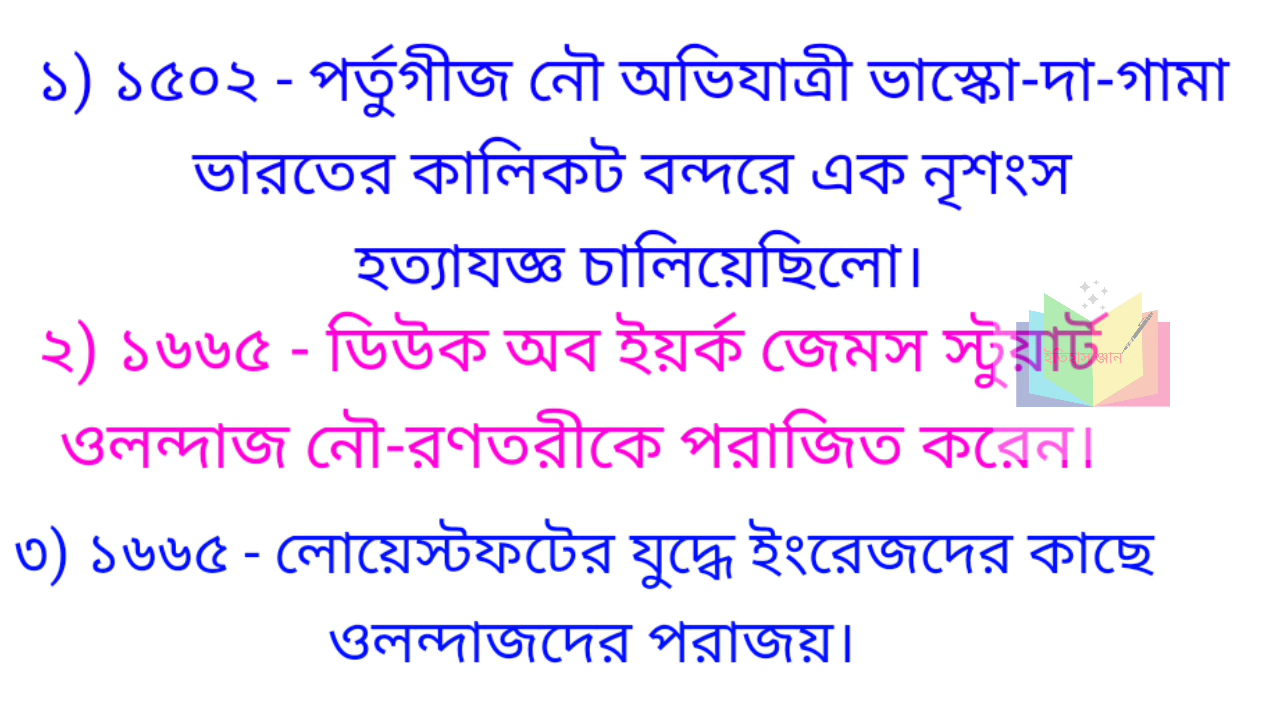 ১) ১৫০২ - পর্তুগীজ নৌ অভিযাত্রী ভাস্কো-দা-গামা
ভারতের কালিকট বন্দরে এক নৃশংস
হত্যাযজ্ঞ চালিয়েছিলো।
২) ১৬৬৫ - ডিউক অব ইয়র্ক জেমস স্টুয়ার্ট
ইতিহাস জ্ঞান
ওলন্দাজ নৌ-রণতরীকে পরাজিত করেন।
৩) ১৬৬৫ - লোয়েস্টফটের যুদ্ধে ইংরেজদের কাছে
ওলন্দাজদের পরাজয়।